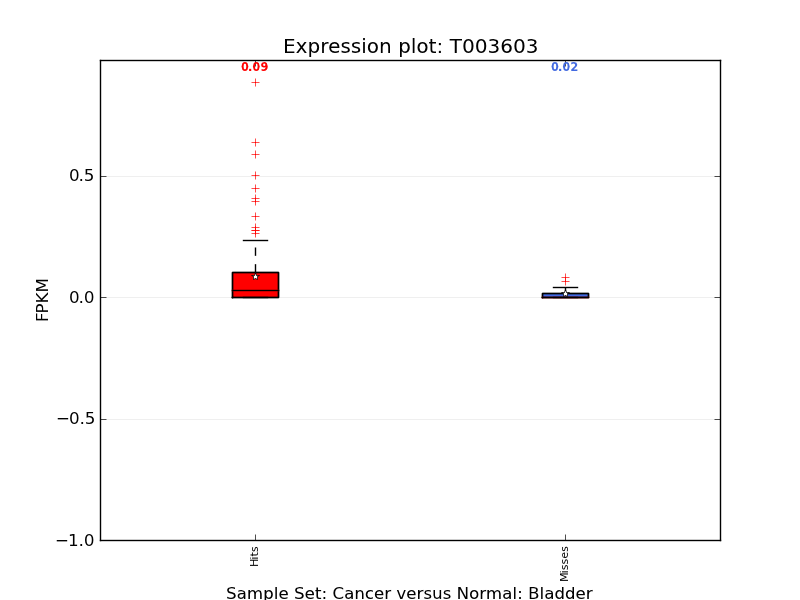 Expression plot: T003603
0.09
0.02
0.5
0.0
−0.5
−1.0
FPKM
Hits
Misses
Sample Set: Cancer versus Normal: Bladder